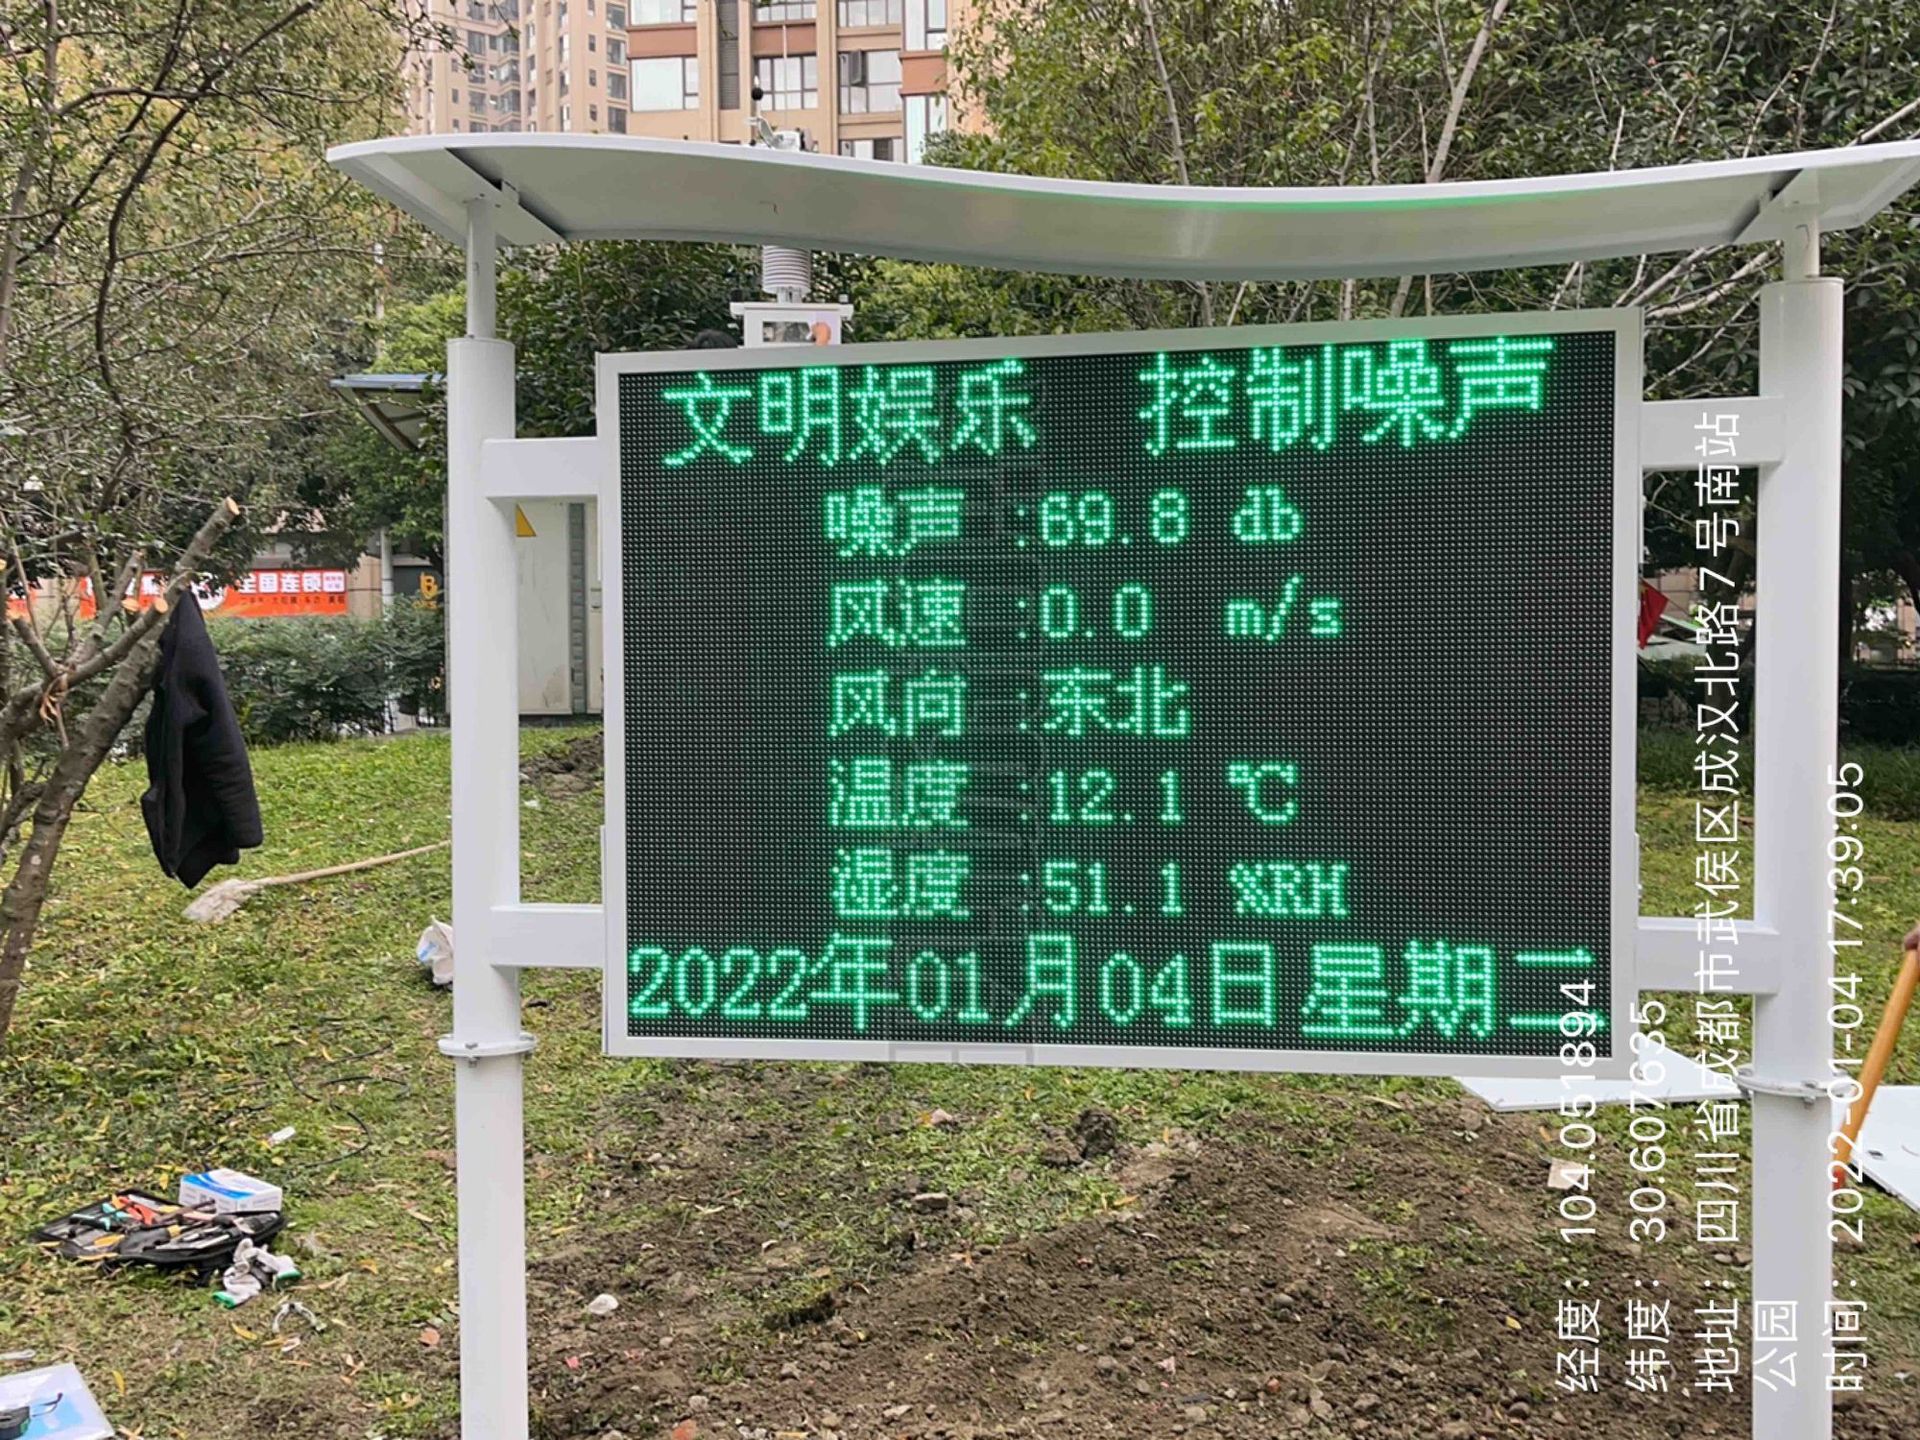 文明娱乐 控制噪声
噪声 :69.8 db
风速 :0.0 m/s
风向 :东北
温度 :12.1 ℃
湿度 :51.1 %RH
2022年01月04日星期二
全国连锁
经度：104.051894
纬度：30.607635
地址：四川省成都市武侯区成汉北路7号南站
公园
时间：2022-01-04 17:39:05